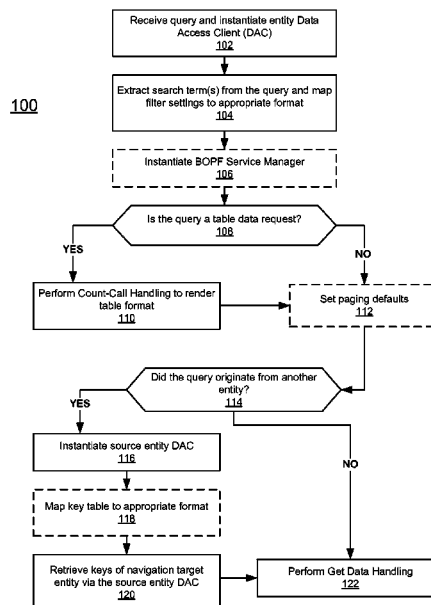 100
Receive query and instantiate entity Data
Access Client (DAC)
102
Extract search term(s) from the query and map
filter settings to appropriate format
104
Instantiate BOPF Service Manager
106
Is the query a table data request?
108
YES
NO
Perform Count-Call Handling to render
table format
110
Set paging defaults
112
Did the query originate from another
entity?
114
YES
NO
Instantiate source entity DAC
116
Map key table to appropriate format
118
Retrieve keys of navigation target
entity via the source entity DAC
120
Perform Get Data Handling
122